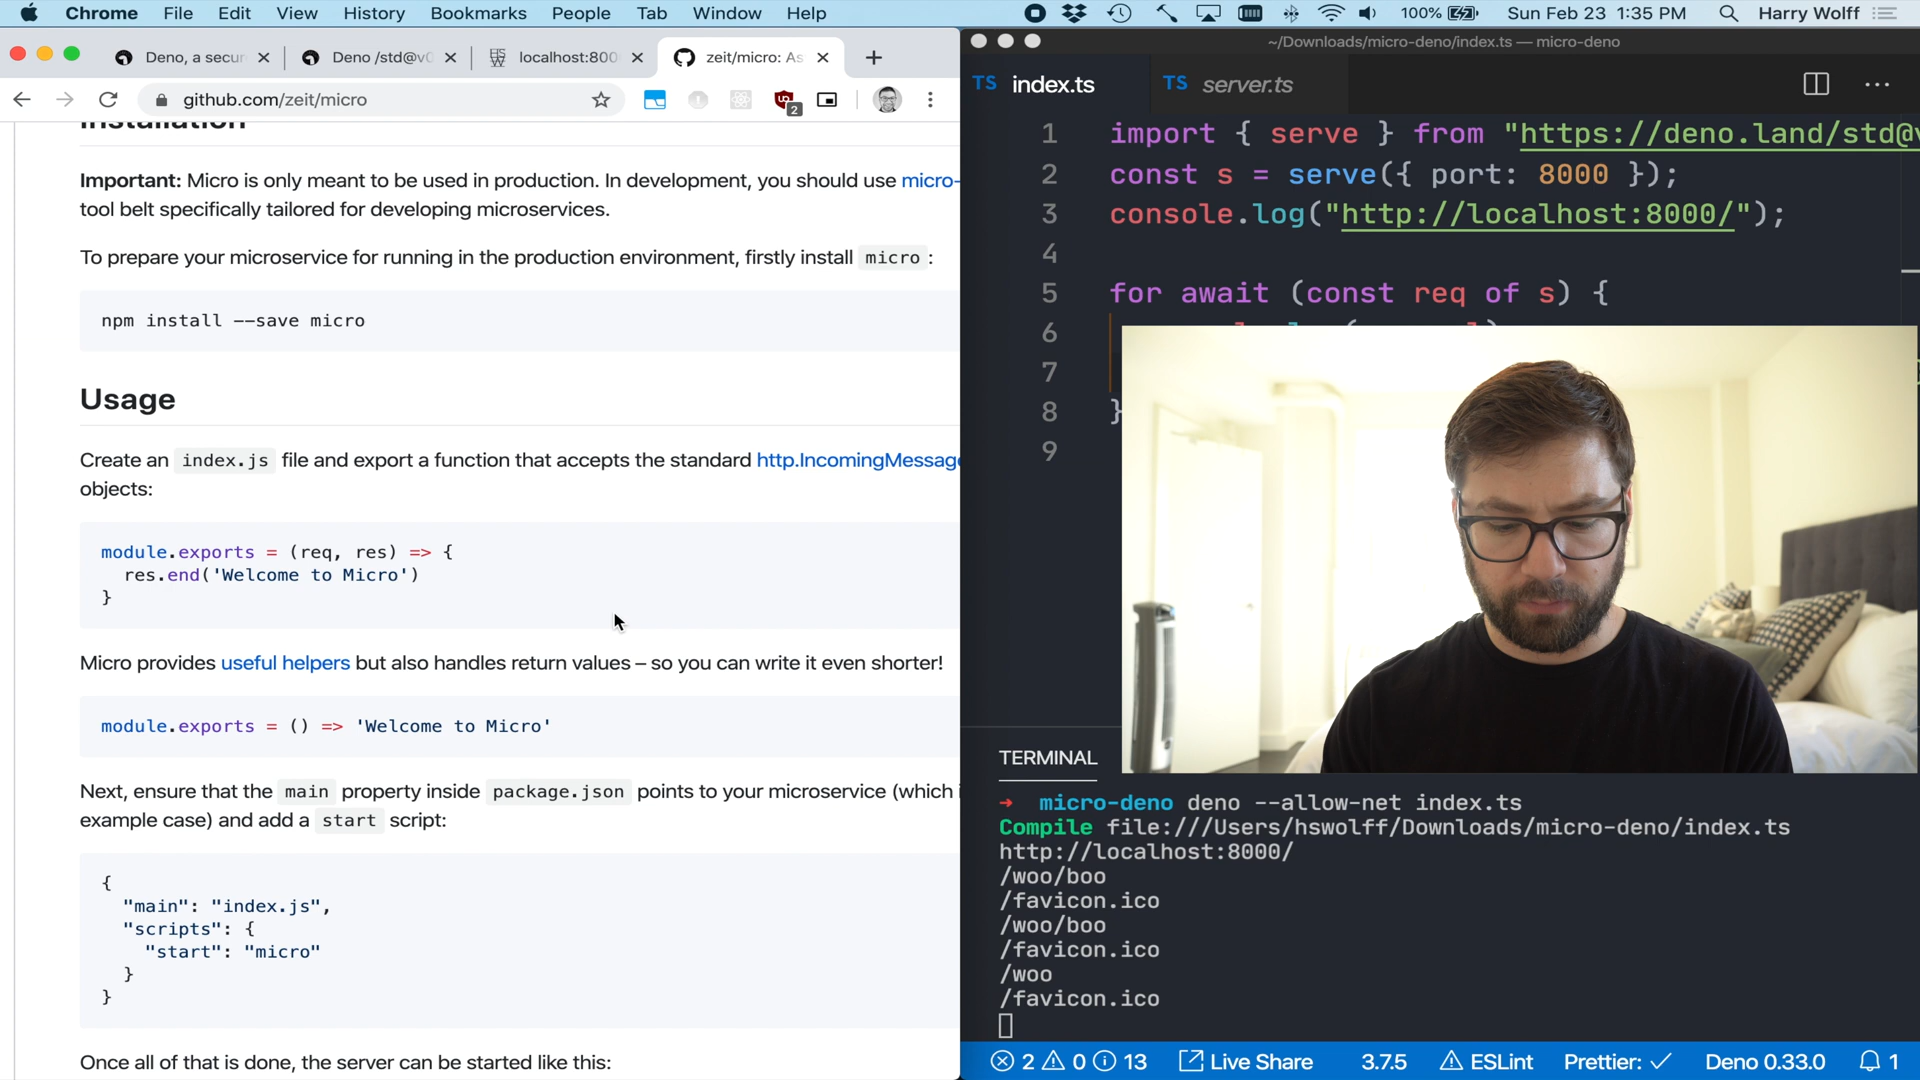 Chrome File Edit View History Bookmarks People Tab Window Help 100% Sun Feb 23 1:35 PM Harry Wolff
Deno, a secur Deno /std@v0 localhost:800 zeit/micro: As
github.com/zeit/micro
2
Installation
Important: Micro is only meant to be used in production. In development, you should use micro-
tool belt specifically tailored for developing microservices.
To prepare your microservice for running in the production environment, firstly install micro :
npm install --save micro
Usage
Create an index.js file and export a function that accepts the standard http.IncomingMessage
objects:
module.exports = (req, res) => {
res.end('Welcome to Micro')
}
Micro provides useful helpers but also handles return values – so you can write it even shorter!
module.exports = () => 'Welcome to Micro'
Next, ensure that the main property inside package.json points to your microservice (which i
example case) and add a start script:
{
"main": "index.js",
"scripts": {
"start": "micro"
}
}
Once all of that is done, the server can be started like this:
~/Downloads/micro-deno/index.ts — micro-deno
TS index.ts TS server.ts
1 import { serve } from "https://deno.land/std@v
2 const s = serve({ port: 8000 });
3 console.log("http://localhost:8000/");
4
5 for await (const req of s) {
6
7
8 }
9
TERMINAL
→ micro-deno deno --allow-net index.ts
Compile file:///Users/hswolff/Downloads/micro-deno/index.ts
http://localhost:8000/
/woo/boo
/favicon.ico
/woo/boo
/favicon.ico
/woo
/favicon.ico
2 0 13 Live Share 3.7.5 ESLint Prettier: ✓ Deno 0.33.0 1